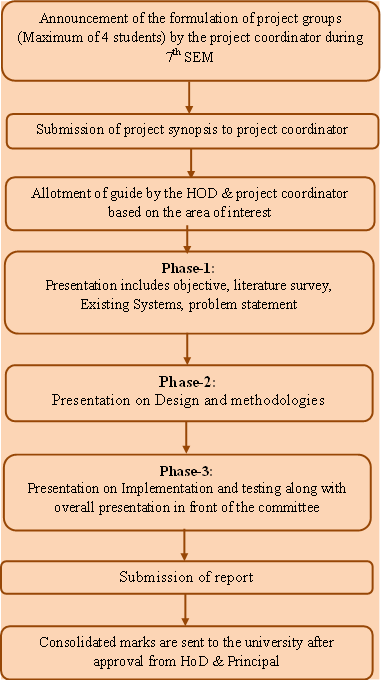 Announcement of the formulation of project groups
(Maximum of 4 students) by the project coordinator during
7th SEM
Submission of project synopsis to project coordinator
Allotment of guide by the HOD & project coordinator
based on the area of interest
Phase-1:
Presentation includes objective, literature survey,
Existing Systems, problem statement
Phase-2:
Presentation on Design and methodologies
Phase-3:
Presentation on Implementation and testing along with
overall presentation in front of the committee
Submission of report
Consolidated marks are sent to the university after
approval from HoD & Principal